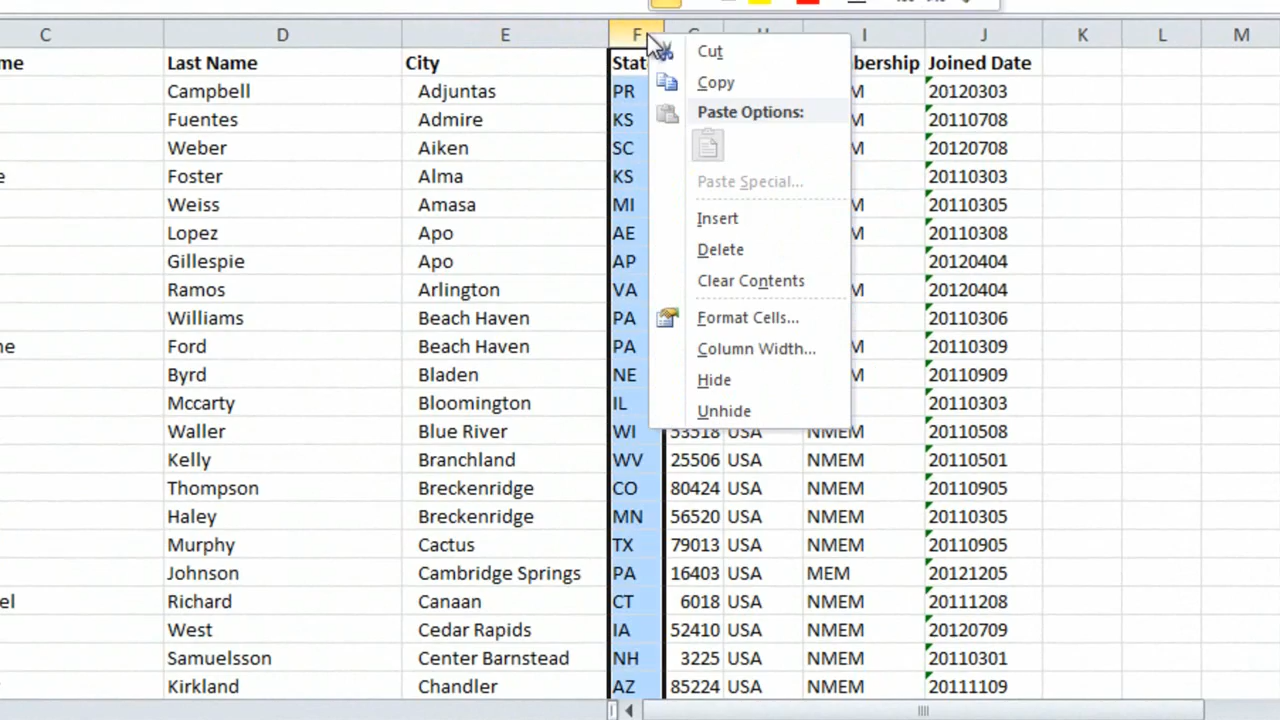 C D E F I J K L M
me Last Name City State bership Joined Date
Campbell Adjuntas PR M 20120303
Fuentes Admire KS M 20110708
Weber Aiken SC M 20120708
e Foster Alma KS 20110303
Weiss Amasa MI M 20110305
Lopez Apo AE M 20110308
Gillespie Apo AP 20120404
Ramos Arlington VA M 20120404
Williams Beach Haven PA 20110306
ne Ford Beach Haven PA M 20110309
Byrd Bladen NE M 20110909
Mccarty Bloomington IL 20110303
Waller Blue River WI 53518 USA NMEM 20110508
Kelly Branchland WV 25506 USA NMEM 20110501
Thompson Breckenridge CO 80424 USA NMEM 20110905
Haley Breckenridge MN 56520 USA NMEM 20110305
Murphy Cactus TX 79013 USA NMEM 20110905
Johnson Cambridge Springs PA 16403 USA MEM 20121205
el Richard Canaan CT 6018 USA NMEM 20111208
West Cedar Rapids IA 52410 USA NMEM 20120709
Samuelsson Center Barnstead NH 3225 USA NMEM 20110301
Kirkland Chandler AZ 85224 USA NMEM 20111109
Cut
Copy
Paste Options:
Paste Special...
Insert
Delete
Clear Contents
Format Cells...
Column Width...
Hide
Unhide